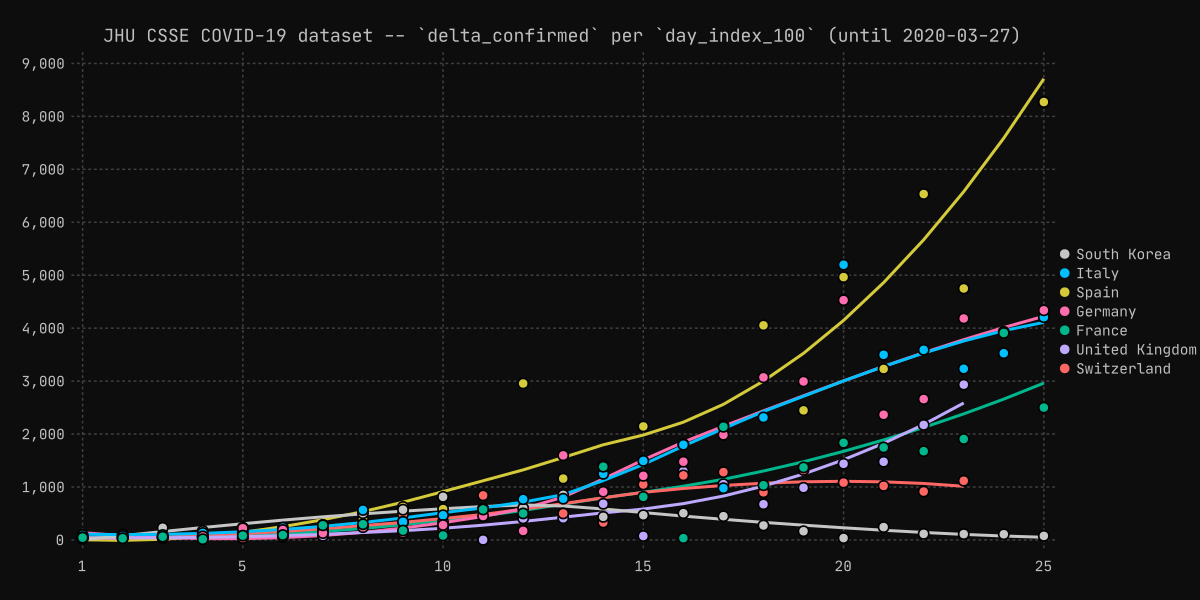 JHU CSSE COVID-19 dataset -- `delta_confirmed` per `day_index_100` (until 2020-03-27)
9,000
8,000
7,000
6,000
5,000
4,000
3,000
2,000
1,000
0
1 5 10 15 20 25
South Korea
Italy
Spain
Germany
France
United Kingdom
Switzerland